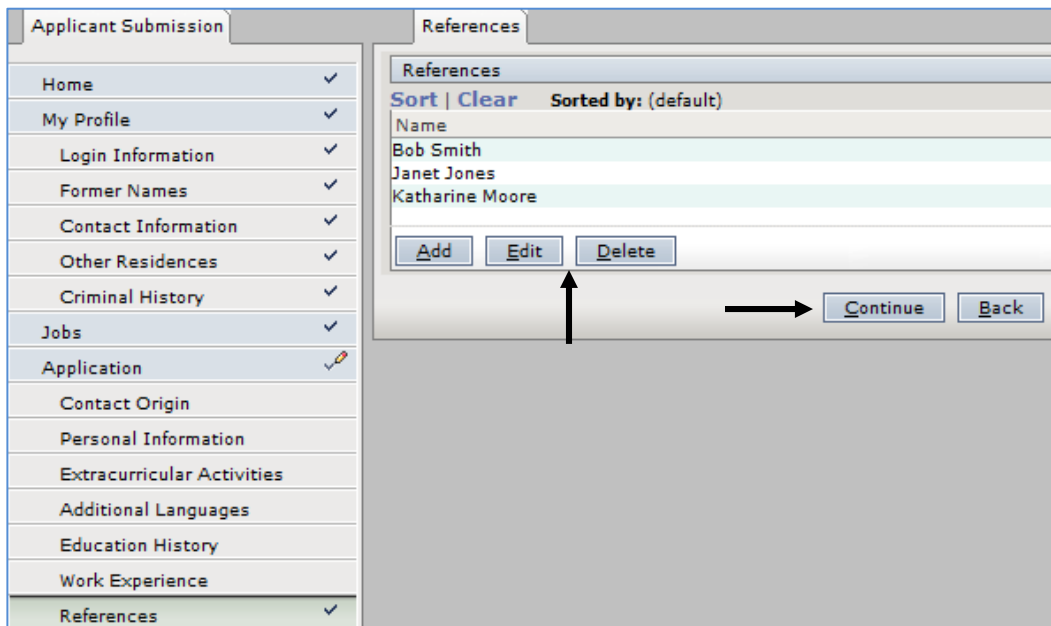 Applicant Submission
Home
My Profile
Login Information
Former Names
Contact Information
Other Residences
Criminal History
Jobs
Application
Contact Origin
Personal Information
Extracurricular Activities
Additional Languages
Education History
Work Experience
References
References
References
Sort | Clear Sorted by: (default)
Name
Bob Smith
Janet Jones
Katharine Moore
Add Edit Delete
Continue Back